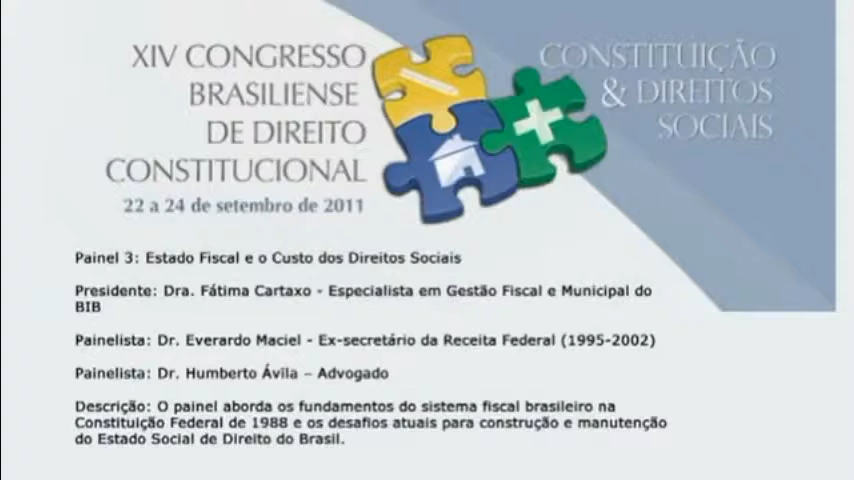 XIV CONGRESSO
BRASILIENSE
DE DIREITO
CONSTITUCIONAL
22 a 24 de setembro de 2011
CONSTITUIÇÃO
& DIREITOS
SOCIAIS
Painel 3: Estado Fiscal e o Custo dos Direitos Sociais
Presidente: Dra. Fátima Cartaxo - Especialista em Gestão Fiscal e Municipal do
BIB
Painelista: Dr. Everardo Maciel - Ex-secretário da Receita Federal (1995-2002)
Painelista: Dr. Humberto Ávila – Advogado
Descrição: O painel aborda os fundamentos do sistema fiscal brasileiro na
Constituição Federal de 1988 e os desafios atuais para construção e manutenção
do Estado Social de Direito do Brasil.